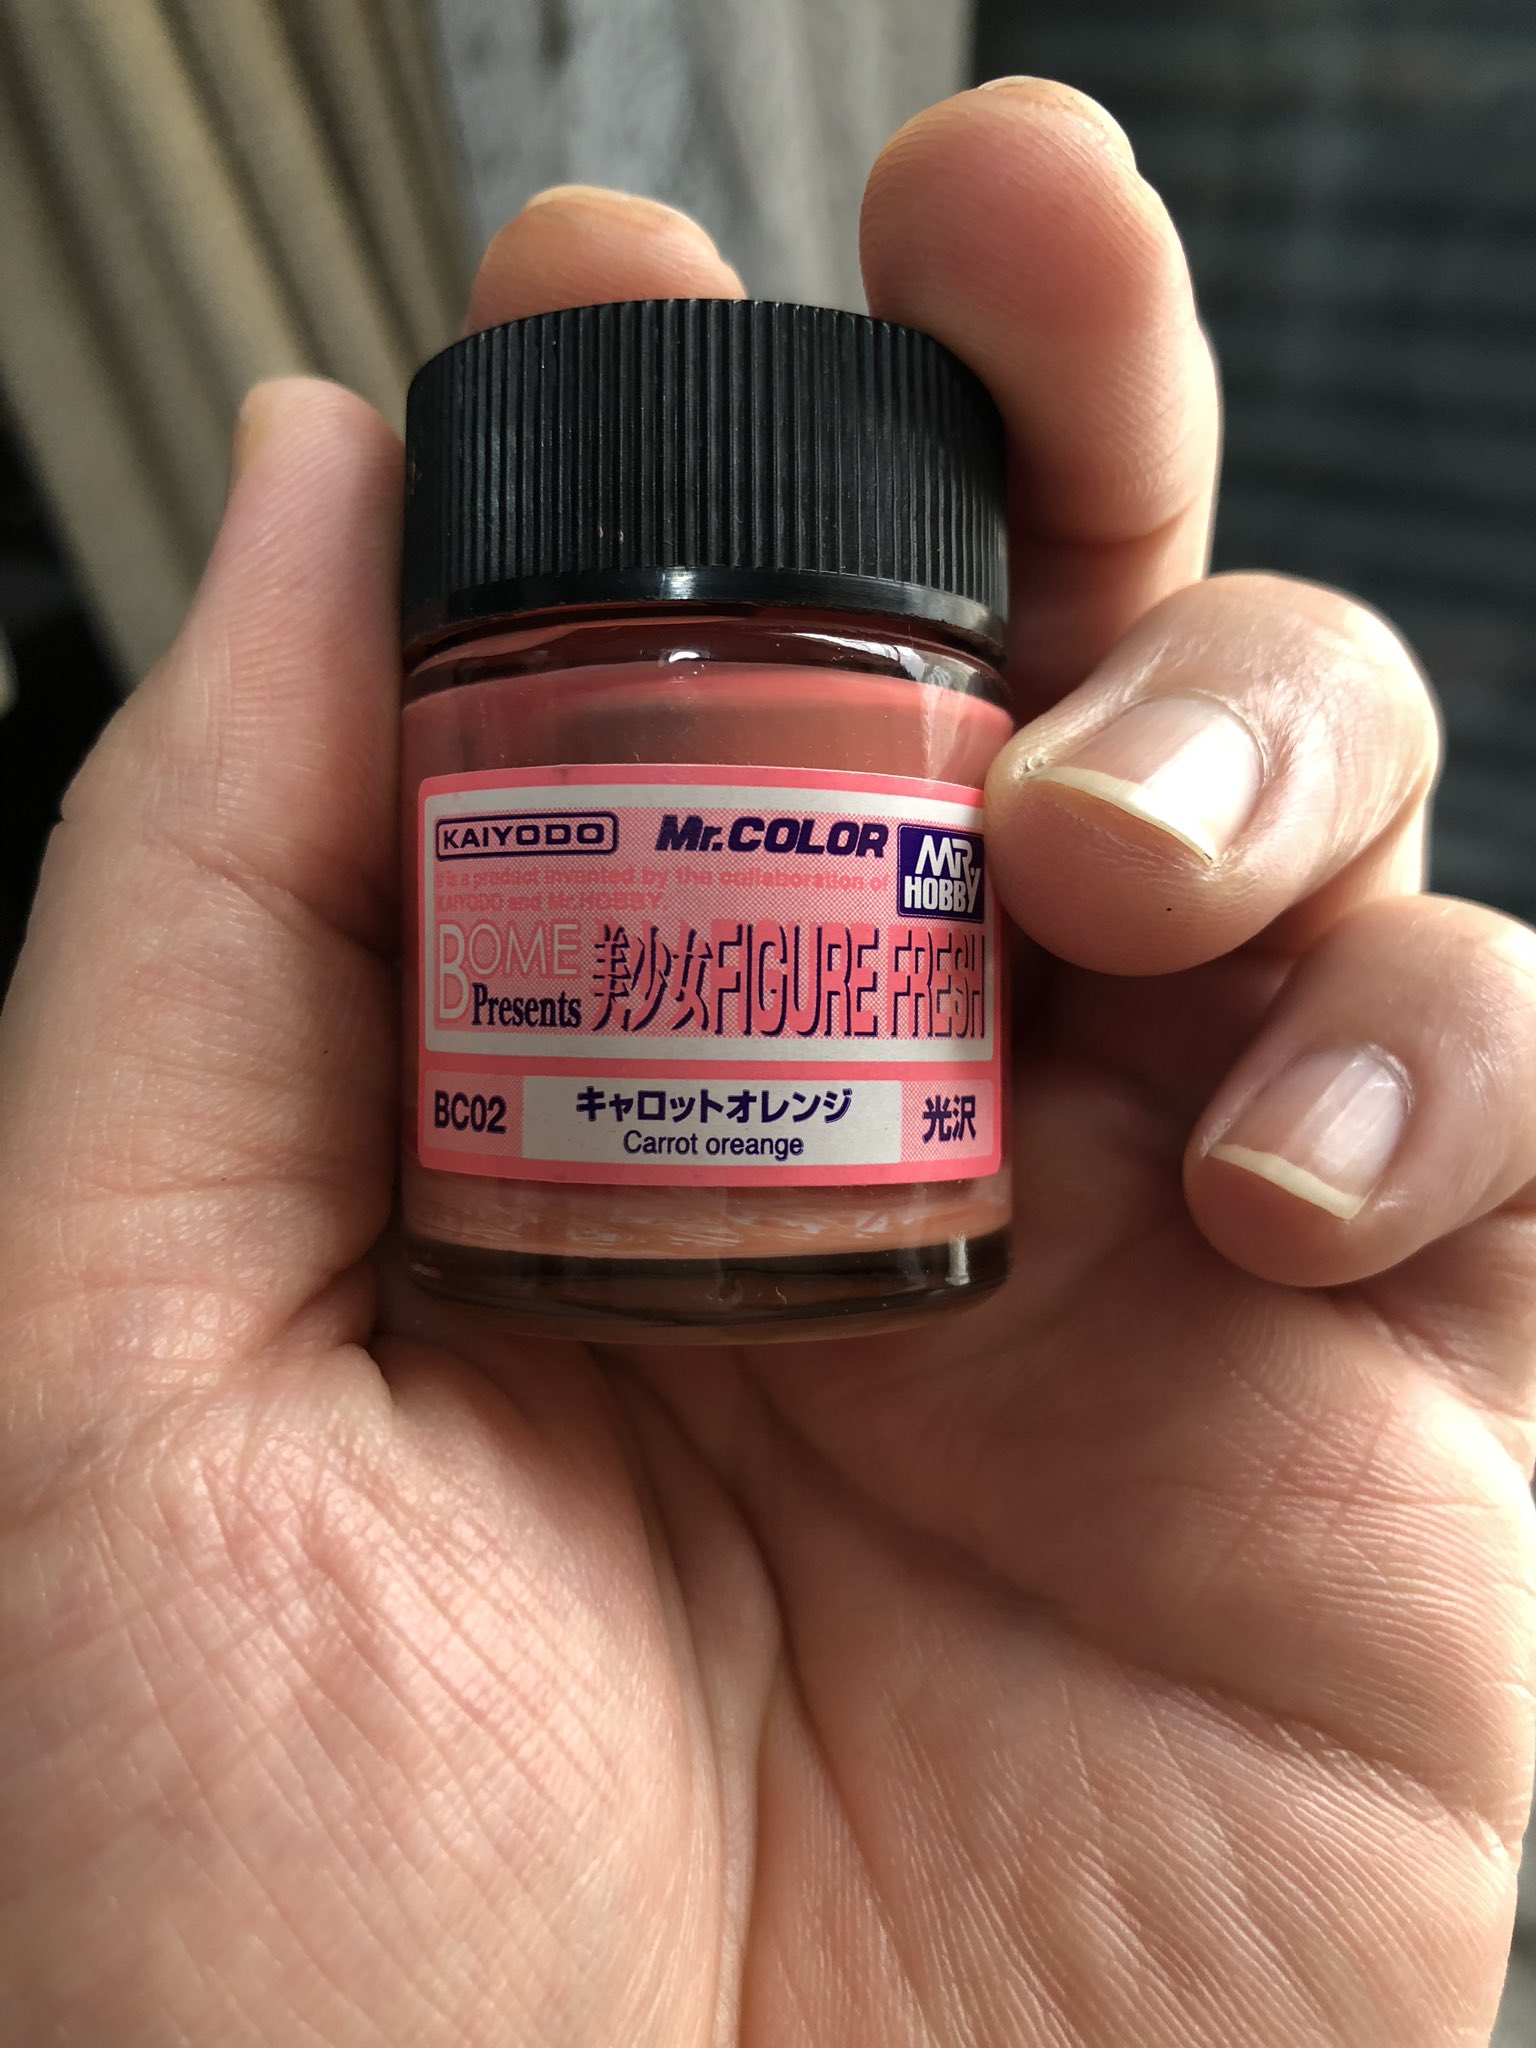 KAIYODO Mr.COLOR MR. HOBBY
It is a product invented by the collaboration of
KAIYODO and Mr.HOBBY.
BOME Presents 美少女FIGURE FRESH
BC02 キャロットオレンジ 光沢
Carrot oreange